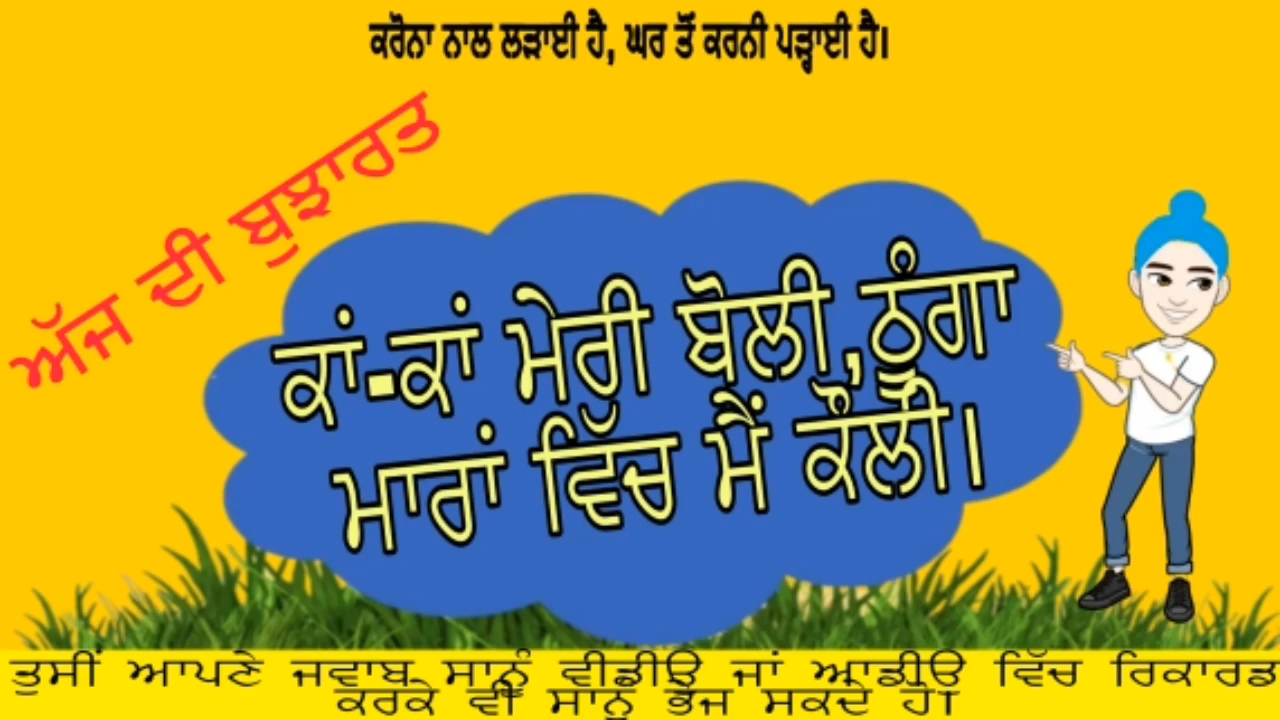 ਕਰੋਨਾ ਨਾਲ ਲੜਾਈ ਹੈ, ਘਰ ਤੋਂ ਕਰਨੀ ਪੜ੍ਹਾਈ ਹੈ।
ਅੱਜ ਦੀ ਬੁਝਾਰਤ
ਕਾਂ-ਕਾਂ ਮੇਰੀ ਬੋਲੀ,ਠੂੰਗਾ
ਮਾਰਾਂ ਵਿੱਚ ਮੈਂ ਕੌਲੀ।
ਤੁਸੀਂ ਆਪਣੇ ਜਵਾਬ ਸਾਨੂੰ ਵੀਡੀਓ ਜਾਂ ਆਡੀਓ ਵਿੱਚ ਰਿਕਾਰਡ
ਕਰਕੇ ਵੀ ਸਾਨੂੰ ਭੇਜ ਸਕਦੇ ਹੋ।